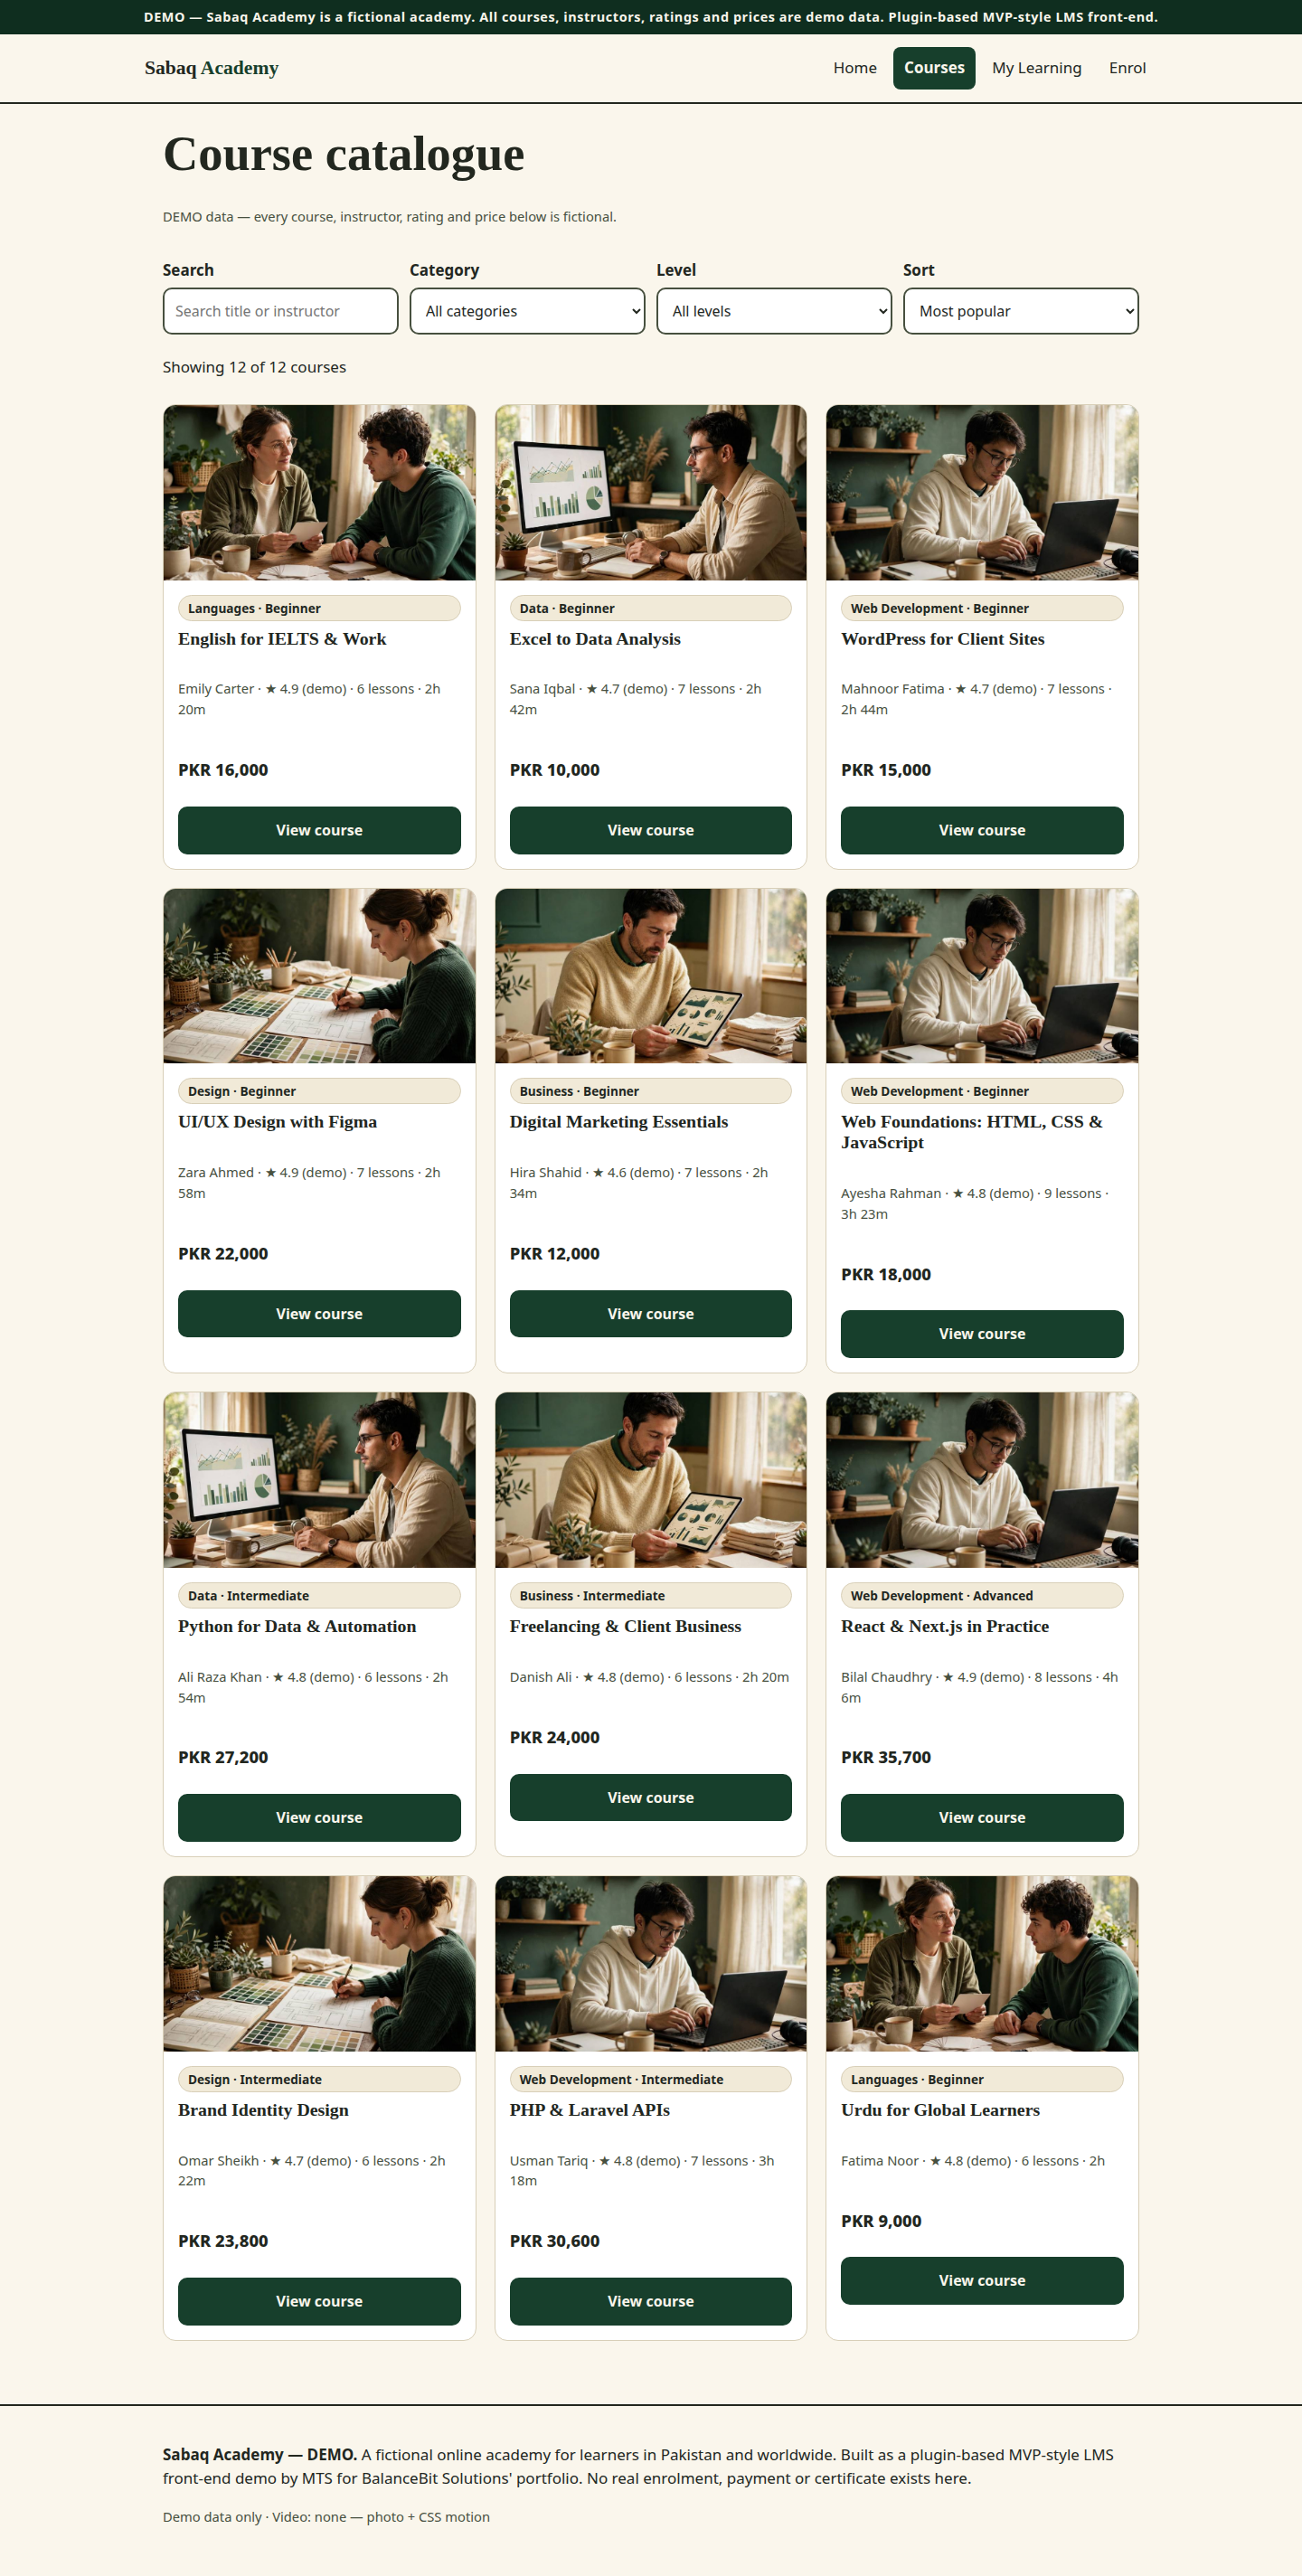 DEMO — Sabaq Academy is a fictional academy. All courses, instructors, ratings and prices are demo data. Plugin-based MVP-style LMS front-end.
Sabaq Academy
Home
Courses
My Learning
Enrol
Course catalogue
DEMO data — every course, instructor, rating and price below is fictional.
Search
Category
Level
Sort
Search title or instructor
All categories
All levels
Most popular
Showing 12 of 12 courses
Languages · Beginner
English for IELTS & Work
Emily Carter · ★ 4.9 (demo) · 6 lessons · 2h
20m
PKR 16,000
View course
Data · Beginner
Excel to Data Analysis
Sana Iqbal · ★ 4.7 (demo) · 7 lessons · 2h
42m
PKR 10,000
View course
Web Development · Beginner
WordPress for Client Sites
Mahnoor Fatima · ★ 4.7 (demo) · 7 lessons ·
2h 44m
PKR 15,000
View course
Design · Beginner
UI/UX Design with Figma
Zara Ahmed · ★ 4.9 (demo) · 7 lessons · 2h
58m
PKR 22,000
View course
Business · Beginner
Digital Marketing Essentials
Hira Shahid · ★ 4.6 (demo) · 7 lessons · 2h
34m
PKR 12,000
View course
Web Development · Beginner
Web Foundations: HTML, CSS &
JavaScript
Ayesha Rahman · ★ 4.8 (demo) · 9 lessons ·
3h 23m
PKR 18,000
View course
Data · Intermediate
Python for Data & Automation
Ali Raza Khan · ★ 4.8 (demo) · 6 lessons · 2h
54m
PKR 27,200
View course
Business · Intermediate
Freelancing & Client Business
Danish Ali · ★ 4.8 (demo) · 6 lessons · 2h 20m
PKR 24,000
View course
Web Development · Advanced
React & Next.js in Practice
Bilal Chaudhry · ★ 4.9 (demo) · 8 lessons · 4h
6m
PKR 35,700
View course
Design · Intermediate
Brand Identity Design
Omar Sheikh · ★ 4.7 (demo) · 6 lessons · 2h
22m
PKR 23,800
View course
Web Development · Intermediate
PHP & Laravel APIs
Usman Tariq · ★ 4.8 (demo) · 7 lessons · 3h
18m
PKR 30,600
View course
Languages · Beginner
Urdu for Global Learners
Fatima Noor · ★ 4.8 (demo) · 6 lessons · 2h
PKR 9,000
View course
Sabaq Academy — DEMO. A fictional online academy for learners in Pakistan and worldwide. Built as a plugin-based MVP-style LMS
front-end demo by MTS for BalanceBit Solutions' portfolio. No real enrolment, payment or certificate exists here.
Demo data only · Video: none — photo + CSS motion